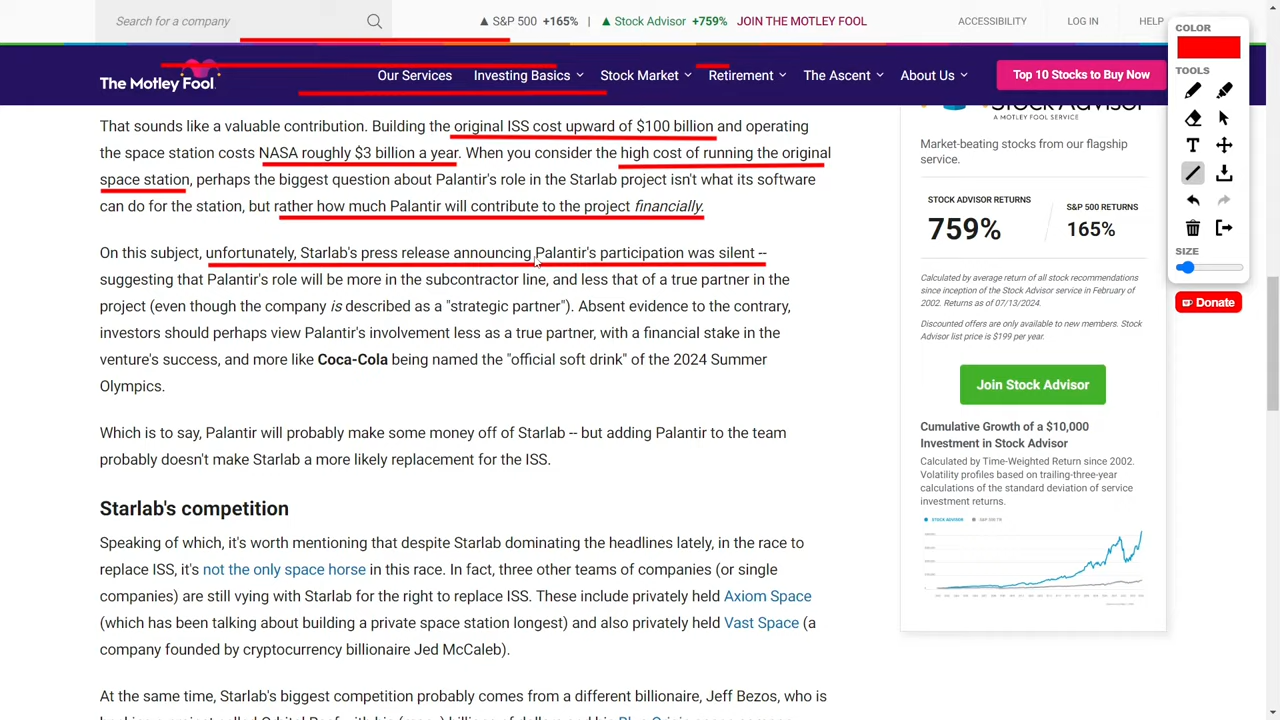 Search for a company
S&P 500 +165% | Stock Advisor +759% JOIN THE MOTLEY FOOL
ACCESSIBILITY LOG IN HELP
The Motley Fool
Our Services Investing Basics Stock Market Retirement The Ascent About Us Top 10 Stocks to Buy Now
That sounds like a valuable contribution. Building the original ISS cost upward of $100 billion and operating
the space station costs NASA roughly $3 billion a year. When you consider the high cost of running the original
space station, perhaps the biggest question about Palantir's role in the Starlab project isn't what its software
can do for the station, but rather how much Palantir will contribute to the project financially.
On this subject, unfortunately, Starlab's press release announcing Palantir's participation was silent --
suggesting that Palantir's role will be more in the subcontractor line, and less that of a true partner in the
project (even though the company is described as a "strategic partner"). Absent evidence to the contrary,
investors should perhaps view Palantir's involvement less as a true partner, with a financial stake in the
venture's success, and more like Coca-Cola being named the "official soft drink" of the 2024 Summer
Olympics.
Which is to say, Palantir will probably make some money off of Starlab -- but adding Palantir to the team
probably doesn't make Starlab a more likely replacement for the ISS.
Starlab's competition
Speaking of which, it's worth mentioning that despite Starlab dominating the headlines lately, in the race to
replace ISS, it's not the only space horse in this race. In fact, three other teams of companies (or single
companies) are still vying with Starlab for the right to replace ISS. These include privately held Axiom Space
(which has been talking about building a private space station longest) and also privately held Vast Space (a
company founded by cryptocurrency billionaire Jed McCaleb).
At the same time, Starlab's biggest competition probably comes from a different billionaire, Jeff Bezos, who is
STOCK ADVISOR
A MOTLEY FOOL SERVICE
Market-beating stocks from our flagship
service.
STOCK ADVISOR RETURNS
759%
S&P 500 RETURNS
165%
Calculated by average return of all stock recommendations
since inception of the Stock Advisor service in February of
2002. Returns as of 07/13/2024.
Discounted offers are only available to new members. Stock
Advisor list price is $199 per year.
Join Stock Advisor
Cumulative Growth of a $10,000
Investment in Stock Advisor
Calculated by Time-Weighted Return since 2002.
Volatility profiles based on trailing-three-year
calculations of the standard deviation of service
investment returns.
STOCK ADVISOR S&P 500 TR
COLOR
TOOLS
T
SIZE
Donate